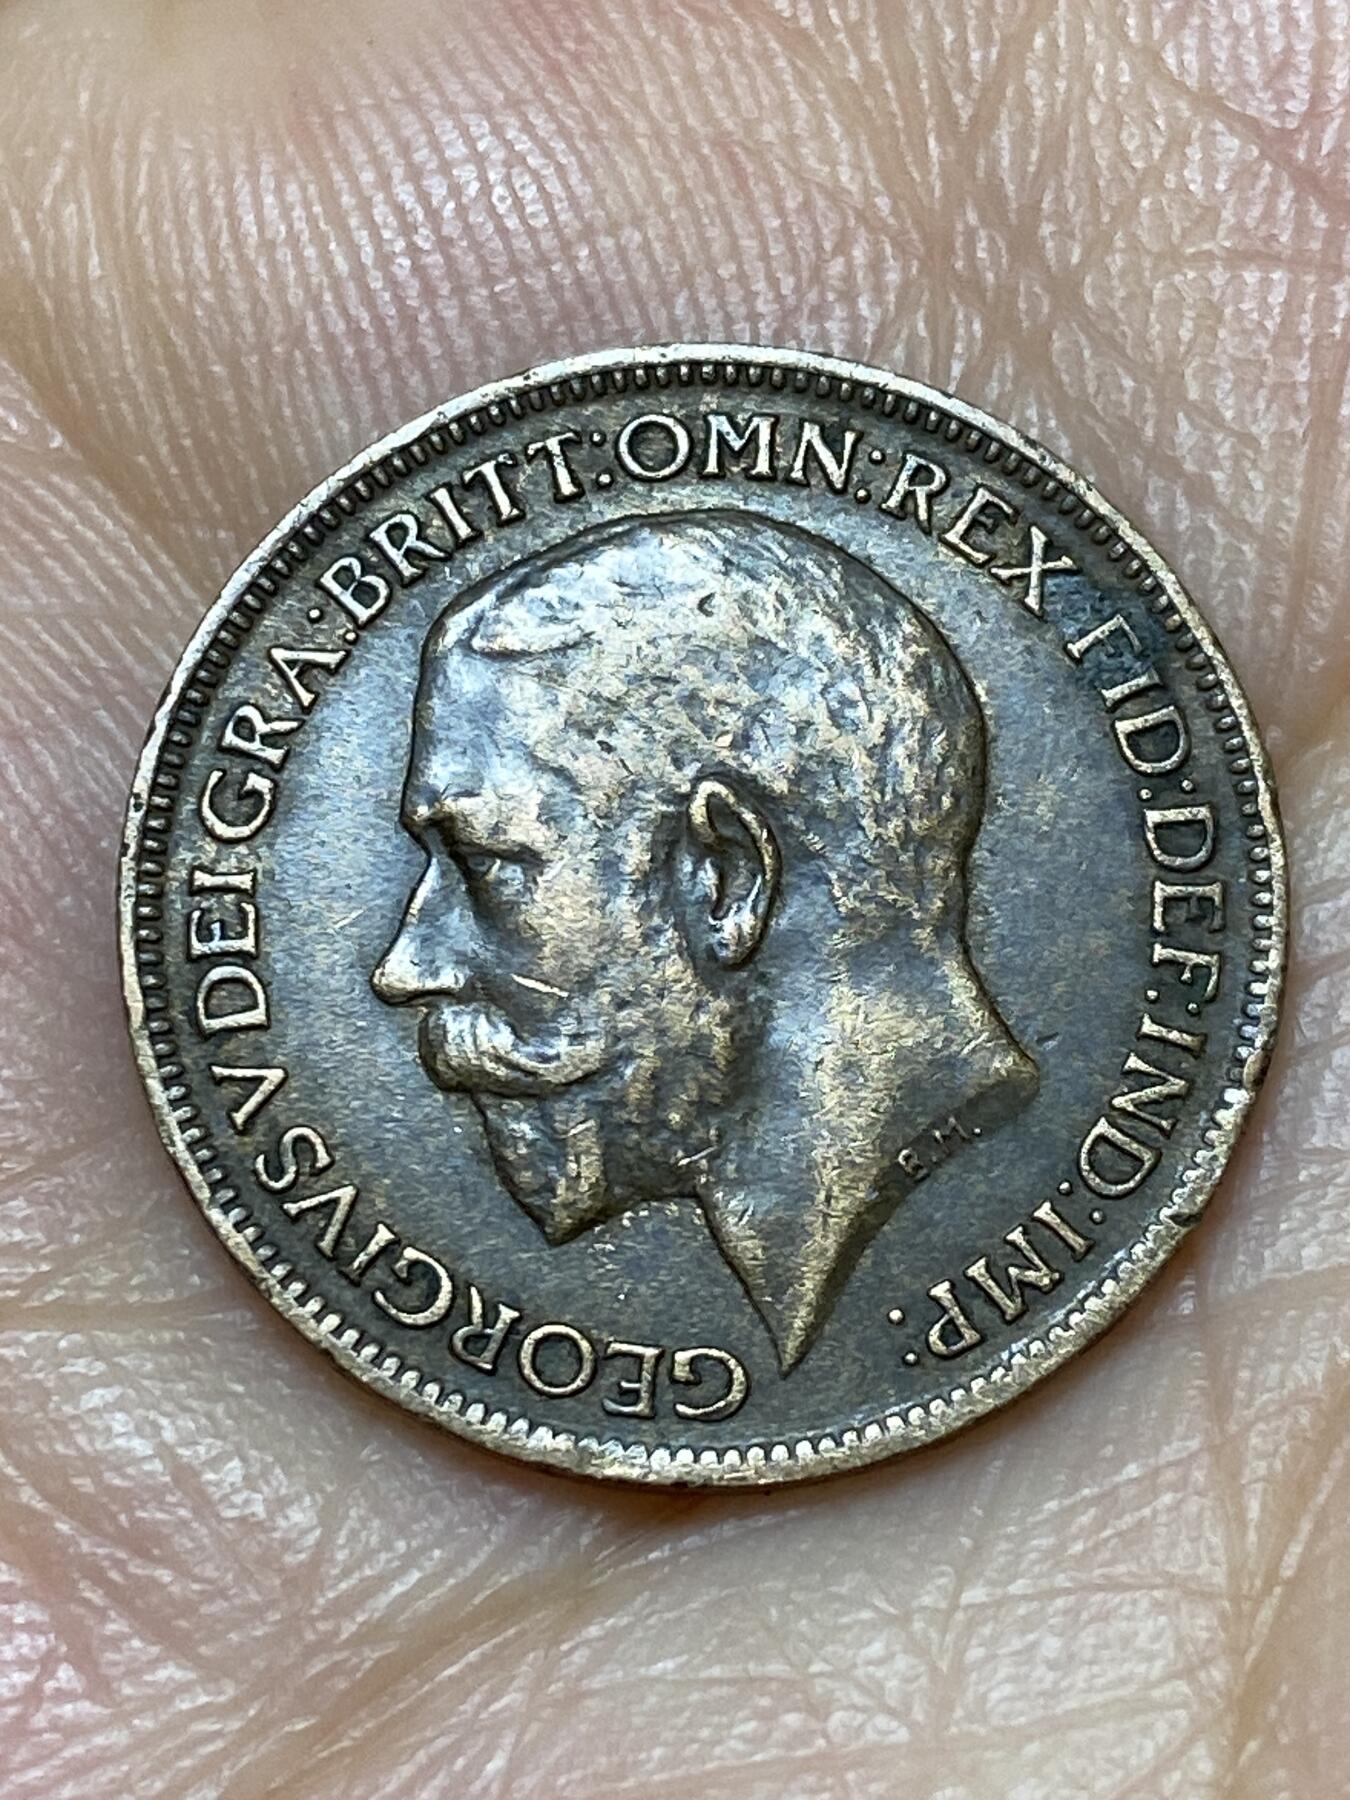 GEORGIVS V DEI GRA: BRITT: OMN: REX FID: DEF: IND: IMP:
B.M.